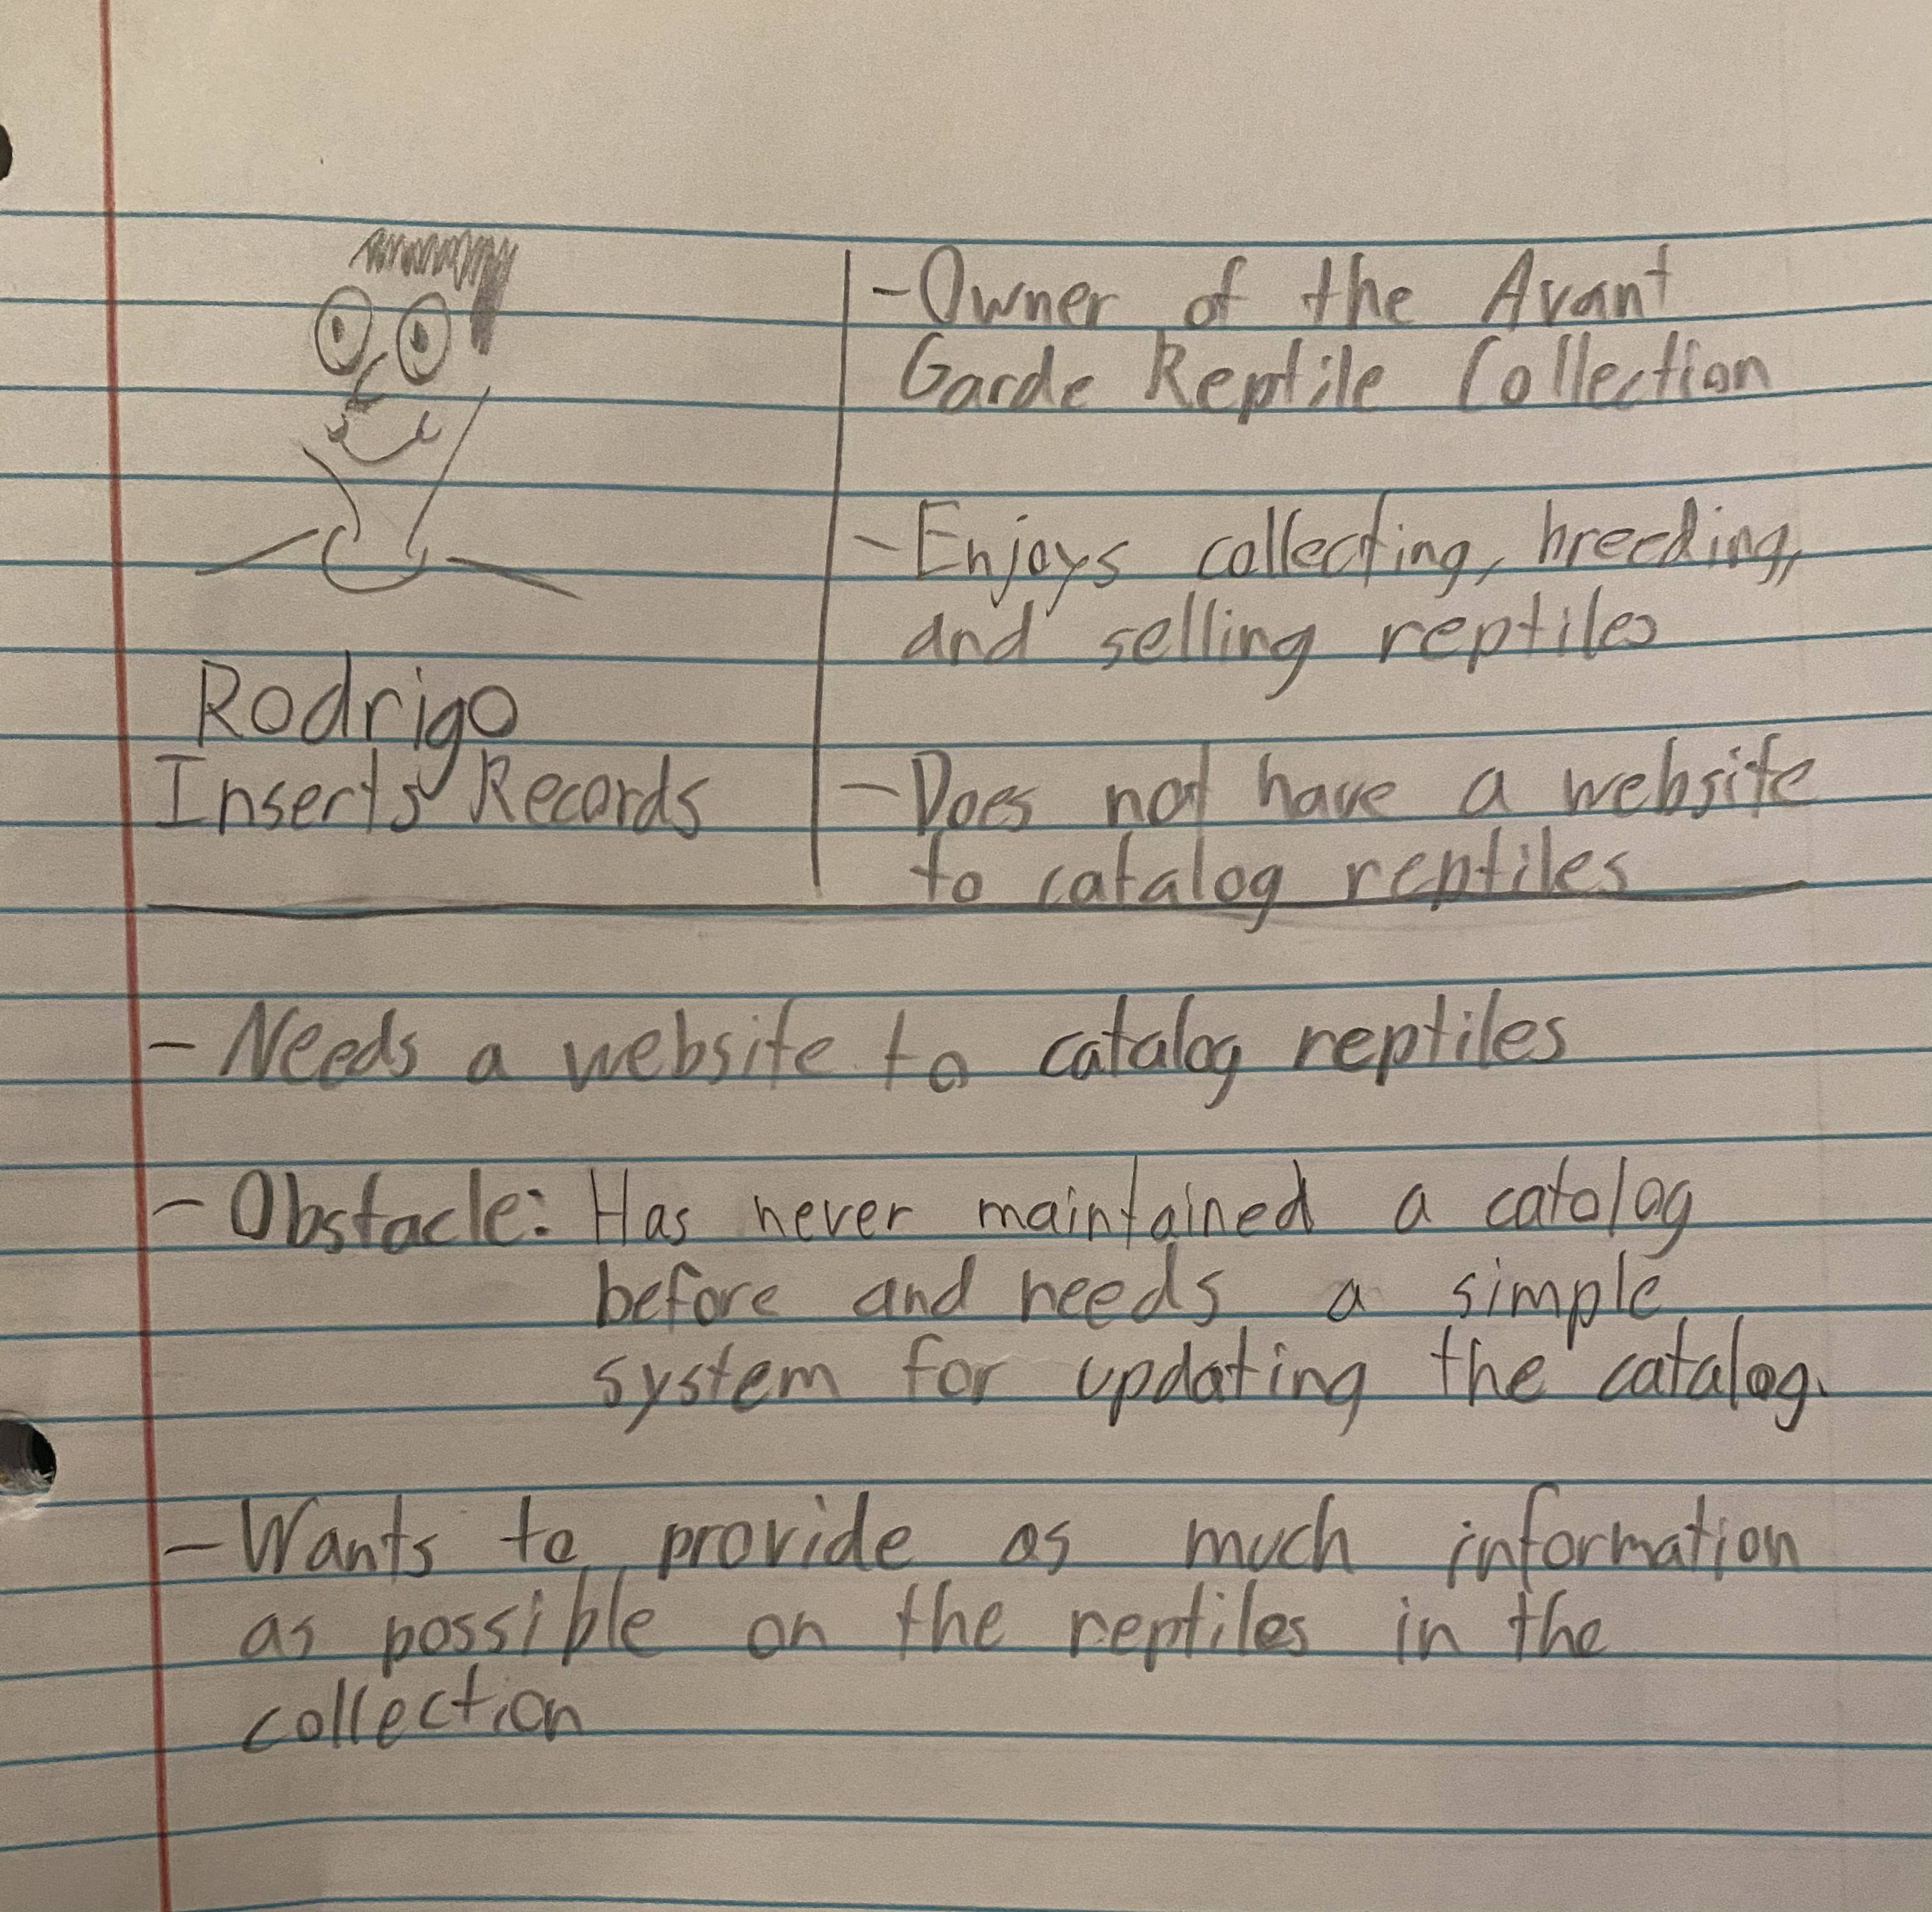 Rodrigo
Inserts Records
- Owner of the Avant
Garde Reptile Collection
- Enjoys collecting, breeding,
and selling reptiles
- Does not have a website
to catalog reptiles
- Needs a website to catalog reptiles
- Obstacle: Has never maintained a catolog
before and needs a simple
system for updating the catalog.
- Wants to provide as much information
as possible on the reptiles in the
collection